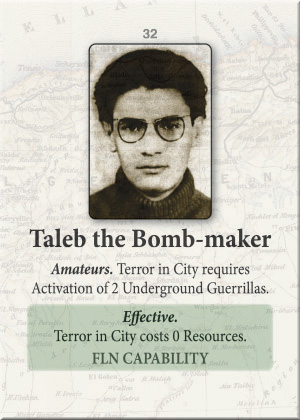 32
Taleb the Bomb-maker
Amateurs. Terror in City requires
Activation of 2 Underground Guerrillas.
Effective.
Terror in City costs 0 Resources.
FLN CAPABILITY